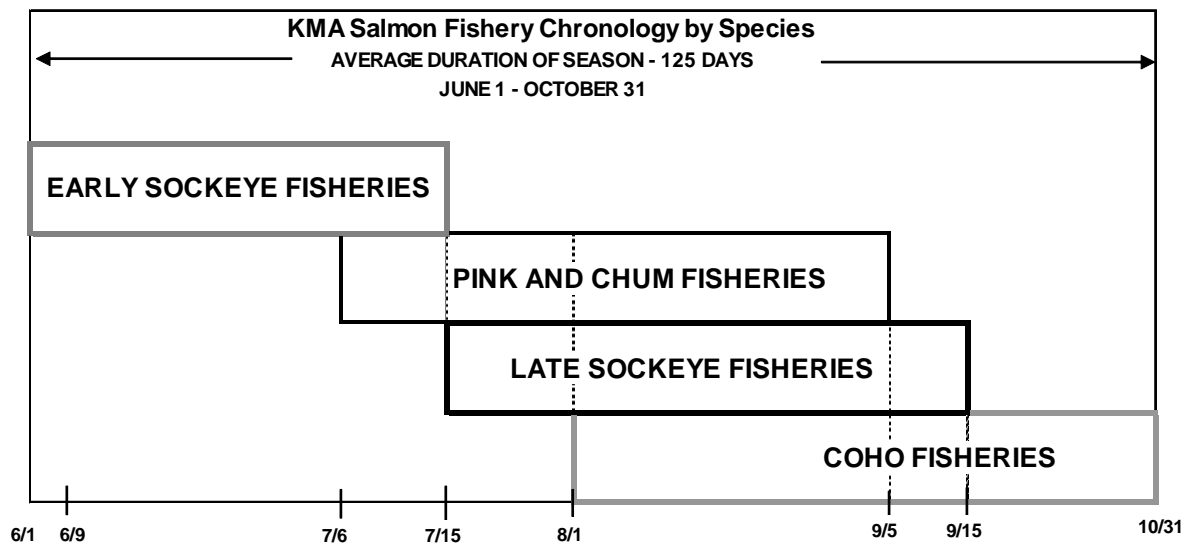 KMA Salmon Fishery Chronology by Species
AVERAGE DURATION OF SEASON - 125 DAYS
JUNE 1 - OCTOBER 31
EARLY SOCKEYE FISHERIES
PINK AND CHUM FISHERIES
LATE SOCKEYE FISHERIES
COHO FISHERIES
6/1 6/9 7/6 7/15 8/1 9/5 9/15 10/31